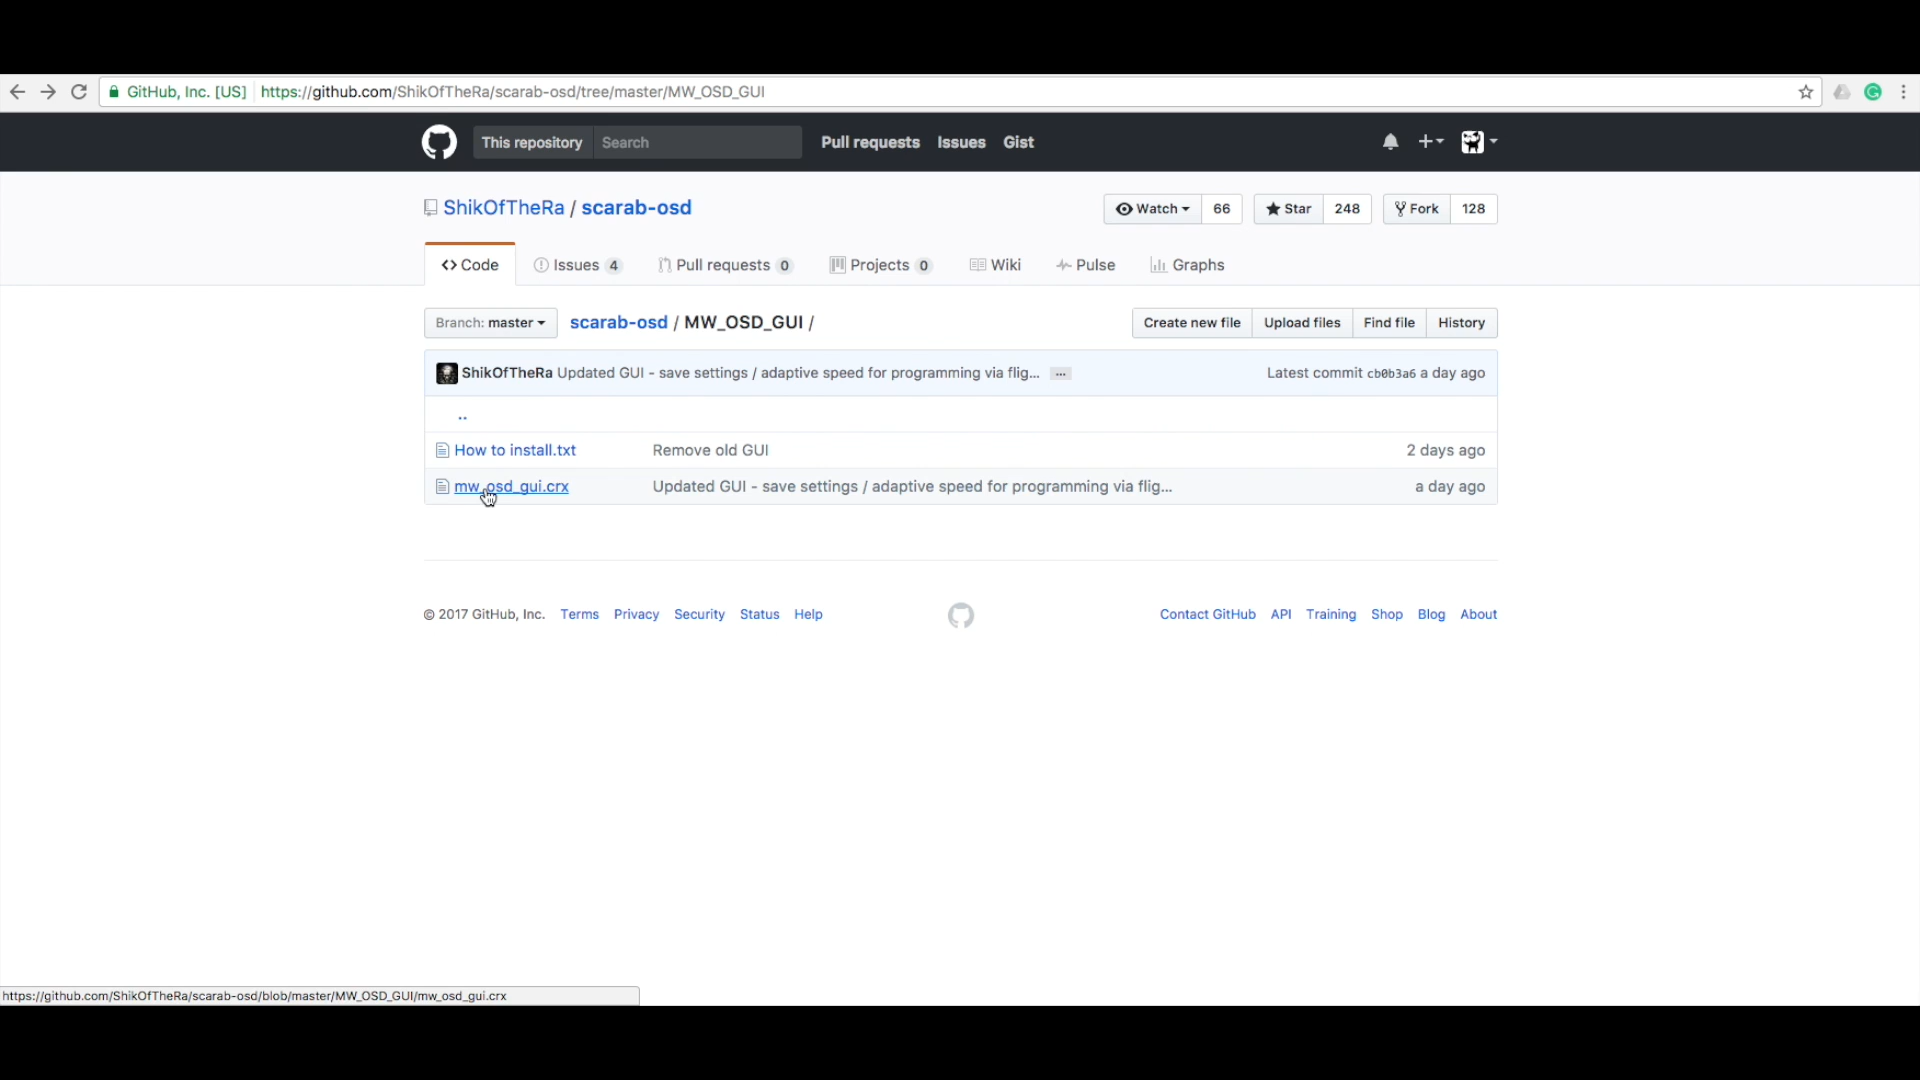 GitHub, Inc. [US] https://github.com/ShikOfTheRa/scarab-osd/tree/master/MW_OSD_GUI
This repository Search Pull requests Issues Gist
ShikOfTheRa / scarab-osd Watch 66 Star 248 Fork 128
Code Issues 4 Pull requests 0 Projects 0 Wiki Pulse Graphs
Branch: master scarab-osd / MW_OSD_GUI / Create new file Upload files Find file History
ShikOfTheRa Updated GUI - save settings / adaptive speed for programming via flig... ... Latest commit cb0b3a6 a day ago
..
How to install.txt Remove old GUI 2 days ago
mw_osd_gui.crx Updated GUI - save settings / adaptive speed for programming via flig... a day ago
© 2017 GitHub, Inc. Terms Privacy Security Status Help Contact GitHub API Training Shop Blog About
https://github.com/ShikOfTheRa/scarab-osd/blob/master/MW_OSD_GUI/mw_osd_gui.crx